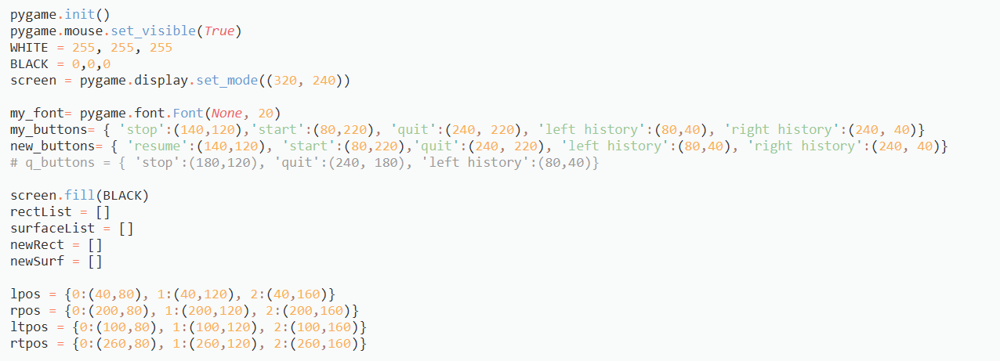 pygame.init()
pygame.mouse.set_visible(True)
WHITE = 255, 255, 255
BLACK = 0,0,0
screen = pygame.display.set_mode((320, 240))
my_font= pygame.font.Font(None, 20)
my_buttons= { 'stop':(140,120),'start':(80,220), 'quit':(240, 220), 'left history':(80,40), 'right history':(240, 40)}
new_buttons= { 'resume':(140,120), 'start':(80,220),'quit':(240, 220), 'left history':(80,40), 'right history':(240, 40)}
# q_buttons = { 'stop':(180,120), 'quit':(240, 180), 'left history':(80,40)}
screen.fill(BLACK)
rectList = []
surfaceList = []
newRect = []
newSurf = []
lpos = {0:(40,80), 1:(40,120), 2:(40,160)}
rpos = {0:(200,80), 1:(200,120), 2:(200,160)}
ltpos = {0:(100,80), 1:(100,120), 2:(100,160)}
rtpos = {0:(260,80), 1:(260,120), 2:(260,160)}